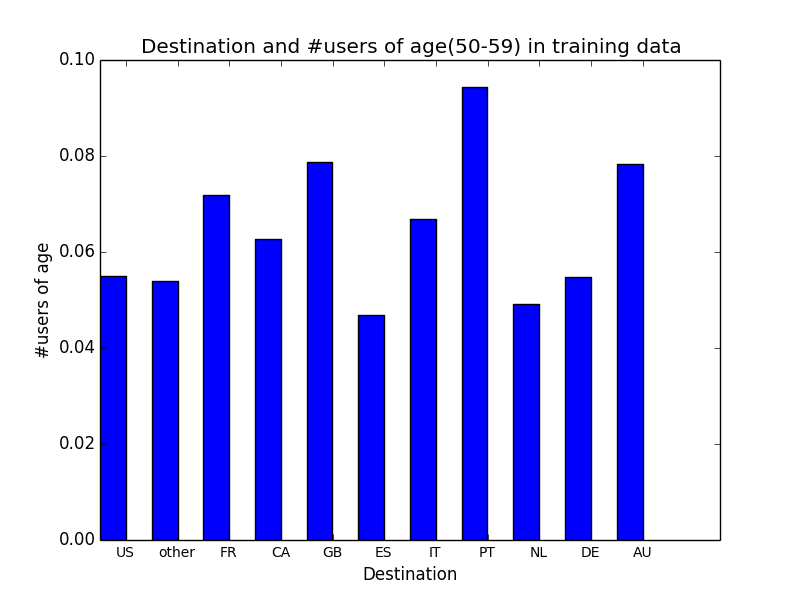 Destination and #users of age(50-59) in training data
0.10
0.08
0.06
0.04
0.02
0.00
#users of age
US other FR CA GB ES IT PT NL DE AU
Destination